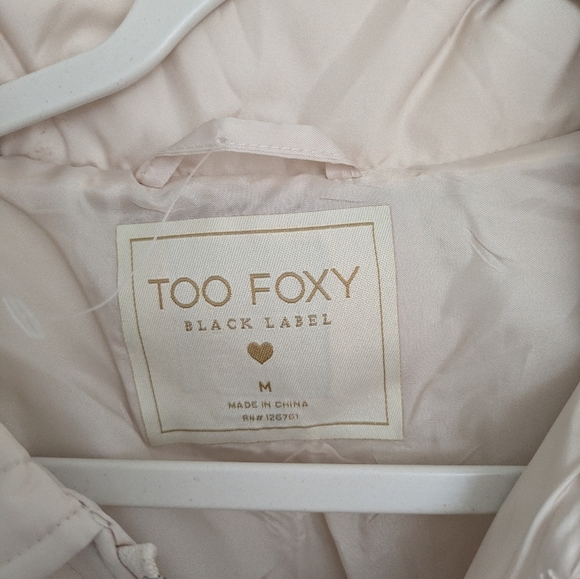 TOO FOXY
BLACK LABEL
M
MADE IN CHINA
RN# 126761